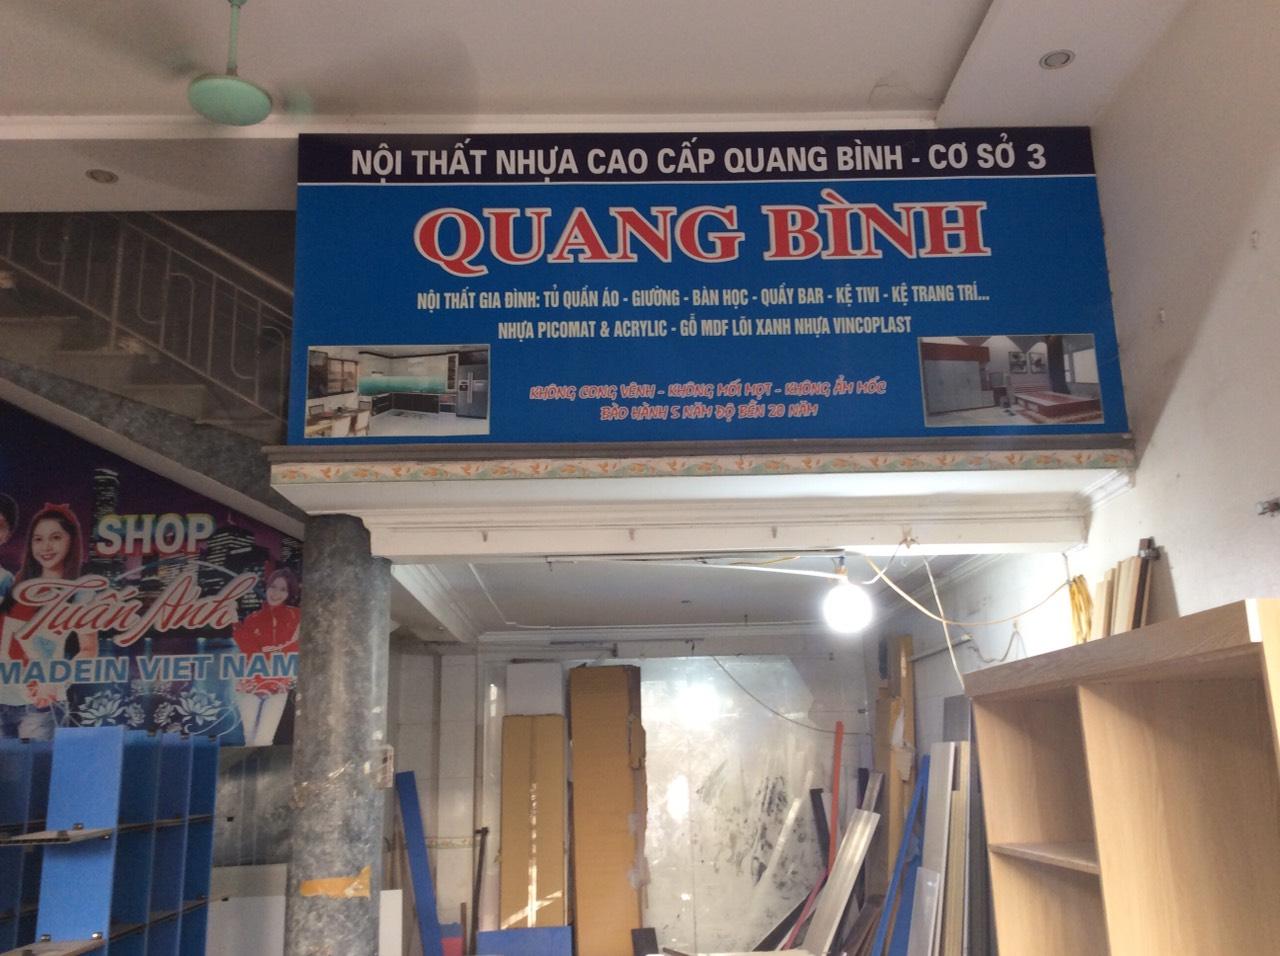 NỘI THẤT NHỰA CAO CẤP QUANG BÌNH - CƠ SỞ 3
QUANG BÌNH
NỘI THẤT GIA ĐÌNH: TỦ QUẦN ÁO - GIƯỜNG - BÀN HỌC - QUẦY BAR - KỆ TIVI - KỆ TRANG TRÍ...
NHỰA PICOMAT & ACRYLIC - GỖ MDF LÕI XANH NHỰA VINCOPLAST
KHÔNG CONG VÊNH - KHÔNG MỐI MỌT - KHÔNG ẨM MỐC
BẢO HÀNH 5 NĂM ĐỘ BỀN 20 NĂM
SHOP
Tuấn Anh
MADEIN VIET NAM